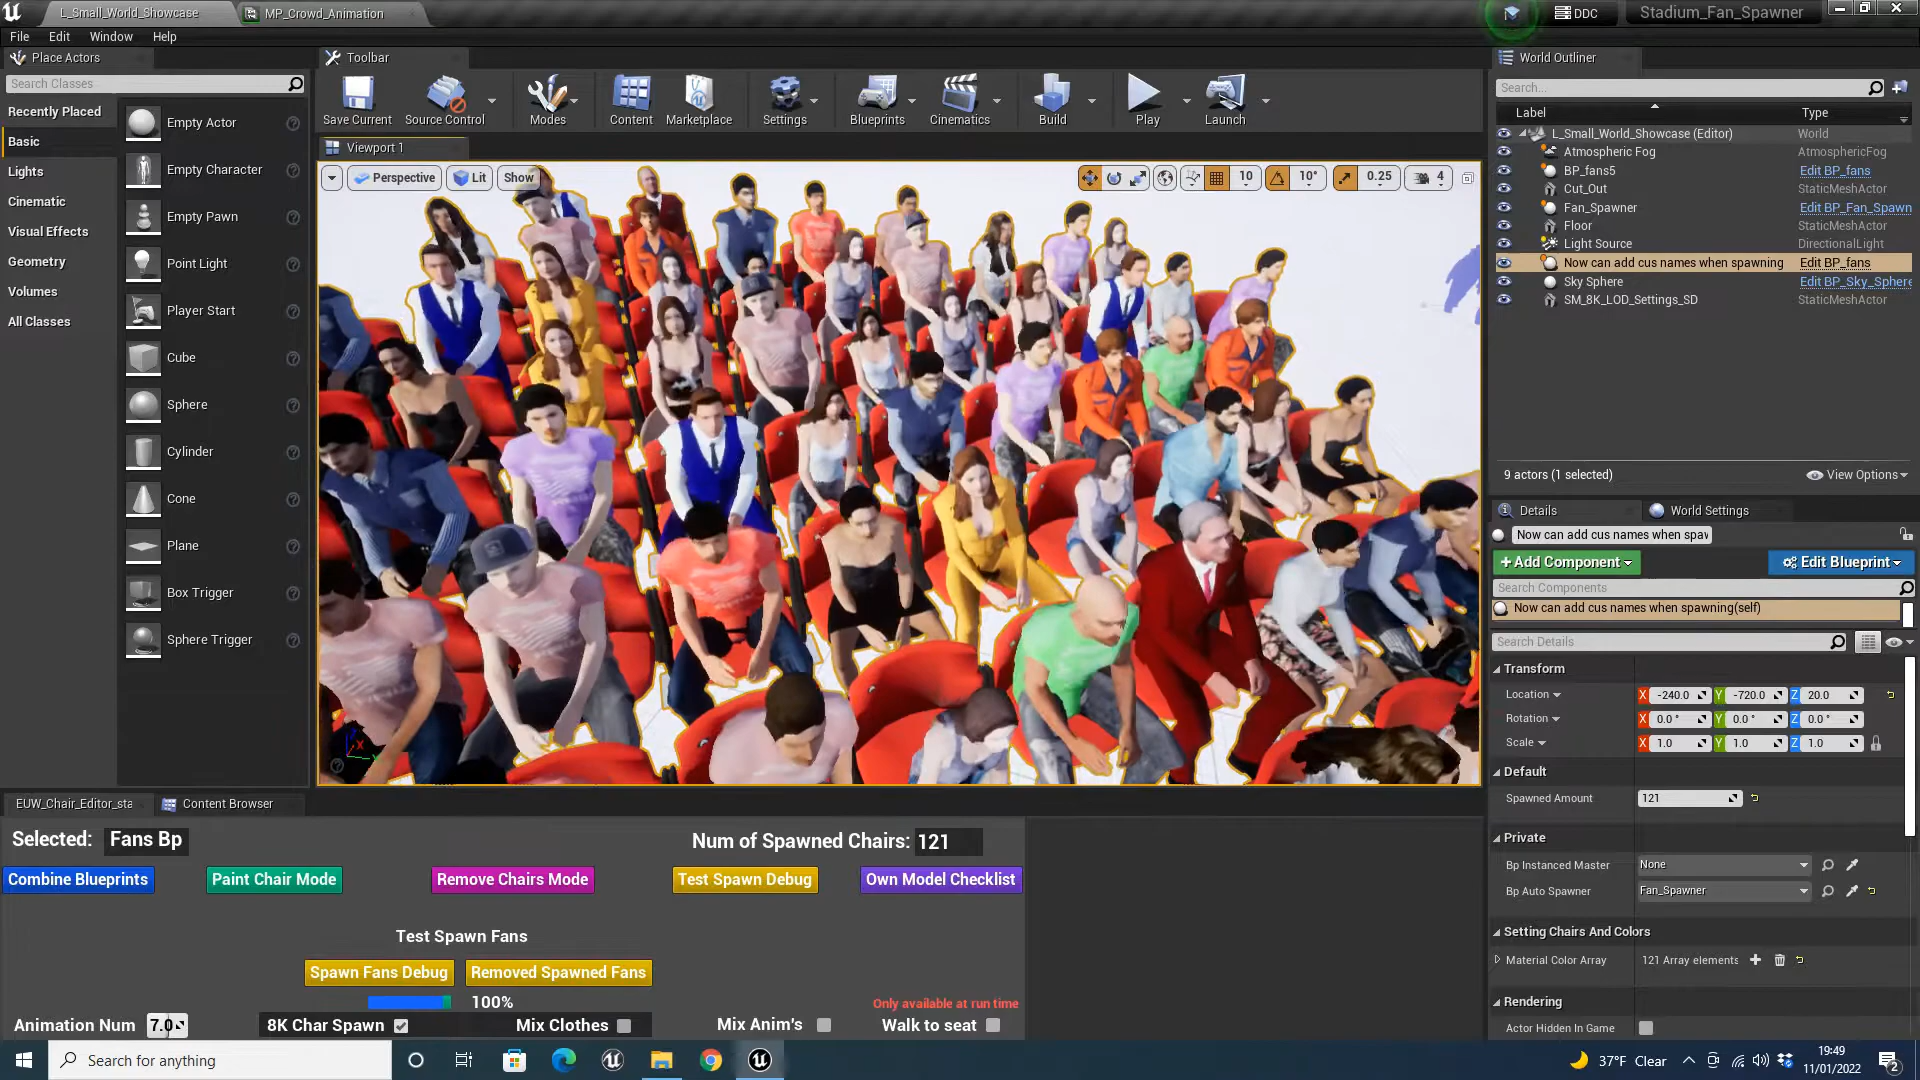 L_Small_World_Showcase
MP_Crowd_Animation
DDC
Stadium_Fan_Spawner
File Edit Window Help
Place Actors
Toolbar
World Outliner
Search Classes
Recently Placed
Basic
Lights
Cinematic
Visual Effects
Geometry
Volumes
All Classes
Empty Actor
Empty Character
Empty Pawn
Point Light
Player Start
Cube
Sphere
Cylinder
Cone
Plane
Box Trigger
Sphere Trigger
Save Current
Source Control
Modes
Content
Marketplace
Settings
Blueprints
Cinematics
Build
Play
Launch
Viewport 1
Perspective
Lit
Show
10
10°
0.25
4
X
Search...
Label Type
L_Small_World_Showcase (Editor) World
Atmospheric Fog AtmosphericFog
BP_fans5 Edit BP_fans
Cut_Out StaticMeshActor
Fan_Spawner Edit BP_Fan_Spawn
Floor StaticMeshActor
Light Source DirectionalLight
Now can add cus names when spawning Edit BP_fans
Sky Sphere Edit BP_Sky_Sphere
SM_8K_LOD_Settings_SD StaticMeshActor
9 actors (1 selected)
View Options
Details
World Settings
Now can add cus names when spaw
+Add Component
Edit Blueprint
Search Components
Now can add cus names when spawning(self)
Search Details
Transform
Location X -240.0 Y -720.0 Z 20.0
Rotation X 0.0° Y 0.0° Z 0.0°
Scale X 1.0 Y 1.0 Z 1.0
Default
Spawned Amount 121
Private
Bp Instanced Master None
Bp Auto Spawner Fan_Spawner
Setting Chairs And Colors
Material Color Array 121 Array elements
Rendering
Actor Hidden In Game
EUW_Chair_Editor_sta
Content Browser
Selected: Fans Bp
Num of Spawned Chairs: 121
Combine Blueprints
Paint Chair Mode
Remove Chairs Mode
Test Spawn Debug
Own Model Checklist
Test Spawn Fans
Spawn Fans Debug
Removed Spawned Fans
100%
Only available at run time
Animation Num 7.0
8K Char Spawn
Mix Clothes
Mix Anim's
Walk to seat
Search for anything
37°F Clear
19:49
11/01/2022
2